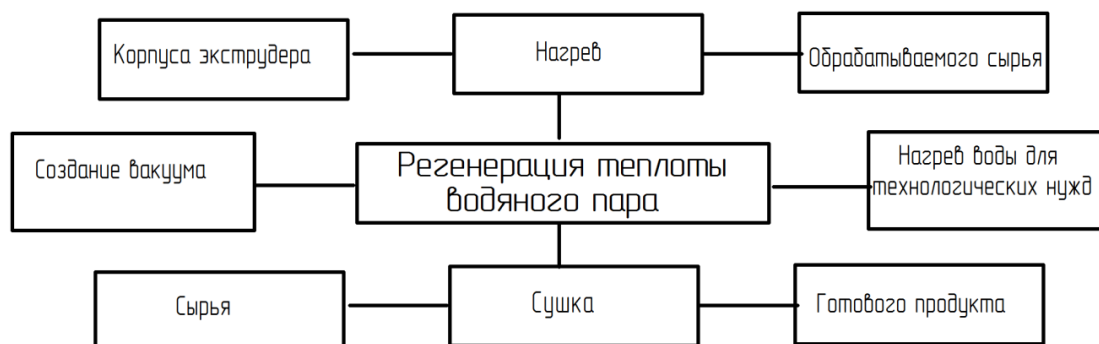 Корпуса экструдера
Нагрев
Обрабатываемого сырья
Создание вакуума
Регенерация теплоты
водяного пара
Нагрев воды для
технологических нужд
Сырья
Сушка
Готового продукта